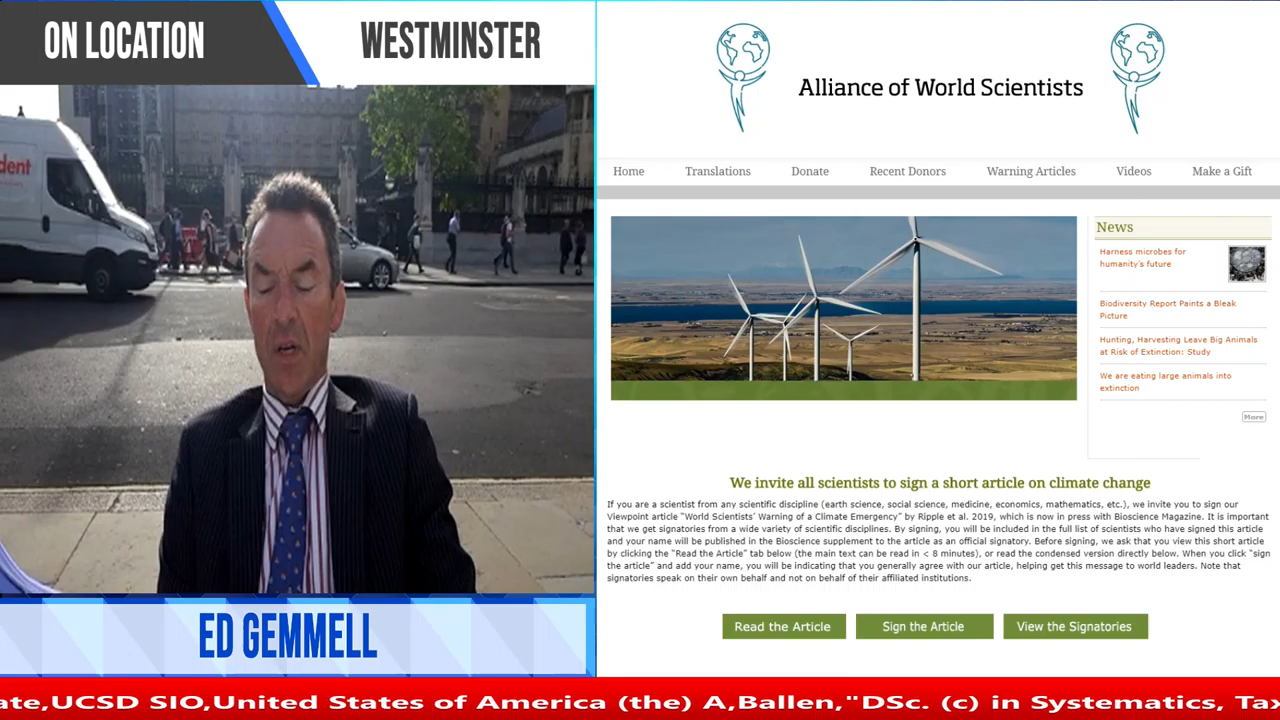 ON LOCATION
WESTMINSTER
dent
ED GEMMELL
Alliance of World Scientists
Home
Translations
Donate
Recent Donors
Warning Articles
Videos
Make a Gift
News
Harness microbes for
humanity's future
Biodiversity Report Paints a Bleak
Picture
Hunting, Harvesting Leave Big Animals
at Risk of Extinction: Study
We are eating large animals into
extinction
More
We invite all scientists to sign a short article on climate change
If you are a scientist from any scientific discipline (earth science, social science, medicine, economics, mathematics, etc.), we invite you to sign our
Viewpoint article "World Scientists' Warning of a Climate Emergency" by Ripple et al. 2019, which is now in press with Bioscience Magazine. It is important
that we get signatories from a wide variety of scientific disciplines. By signing, you will be included in the full list of scientists who have signed this article
and your name will be published in the Bioscience supplement to the article as an official signatory. Before signing, we ask that you view this short article
by clicking the "Read the Article" tab below (the main text can be read in < 8 minutes), or read the condensed version directly below. When you click "sign
the article" and add your name, you will be indicating that you generally agree with our article, helping get this message to world leaders. Note that
signatories speak on their own behalf and not on behalf of their affiliated institutions.
Read the Article
Sign the Article
View the Signatories
ate,UCSD SIO,United States of America (the) A,Ballen,"DSc. (c) in Systematics, Tax